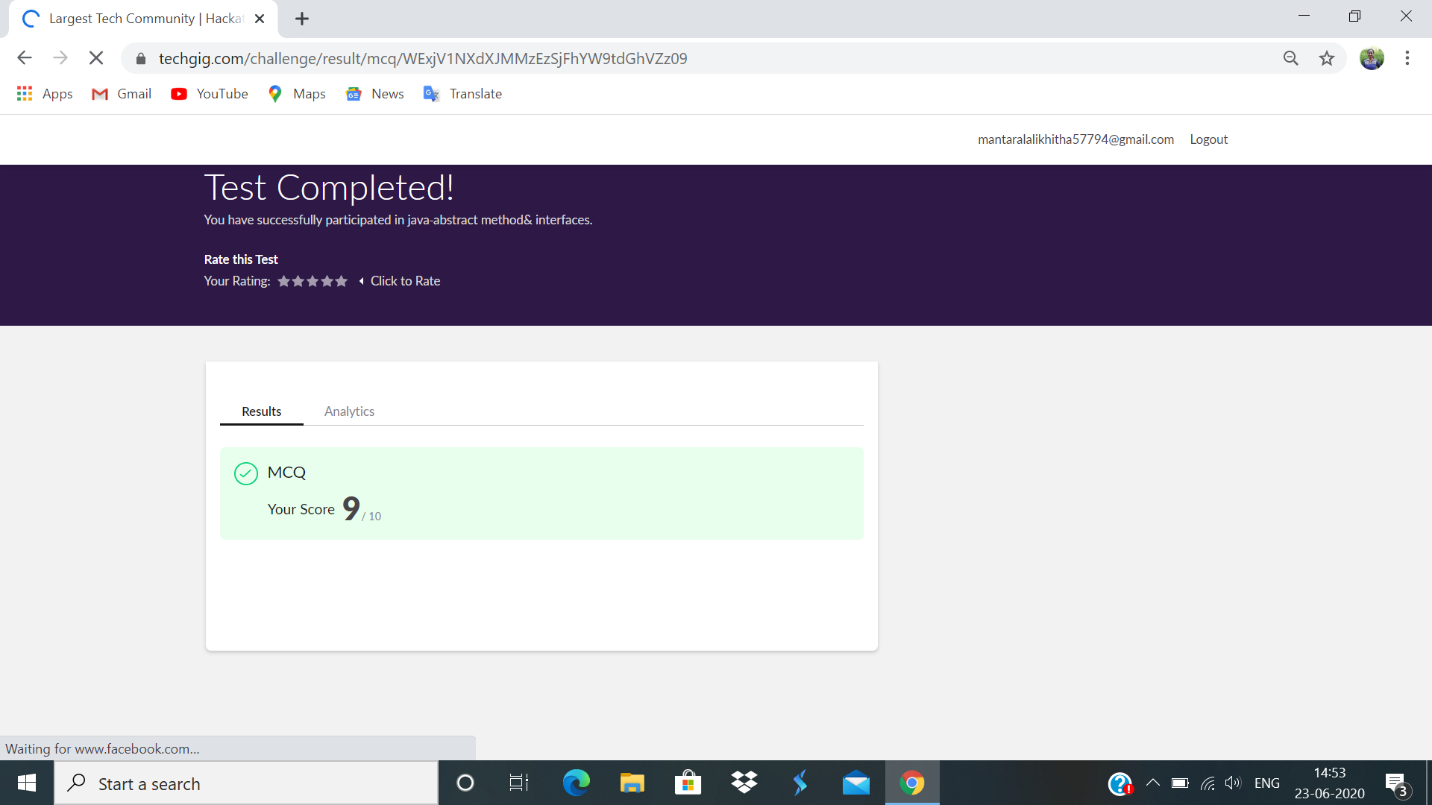 Largest Tech Community | Hacka
techgig.com/challenge/result/mcq/WExjV1NXdXJMMzEzSjFhYW9tdGhVZz09
Apps Gmail YouTube Maps News Translate
mantaralalikhitha57794@gmail.com Logout
Test Completed!
You have successfully participated in java-abstract method& interfaces.
Rate this Test
Your Rating: Click to Rate
Results Analytics
MCQ
Your Score 9 / 10
Waiting for www.facebook.com...
Start a search
ENG
14:53
23-06-2020
3